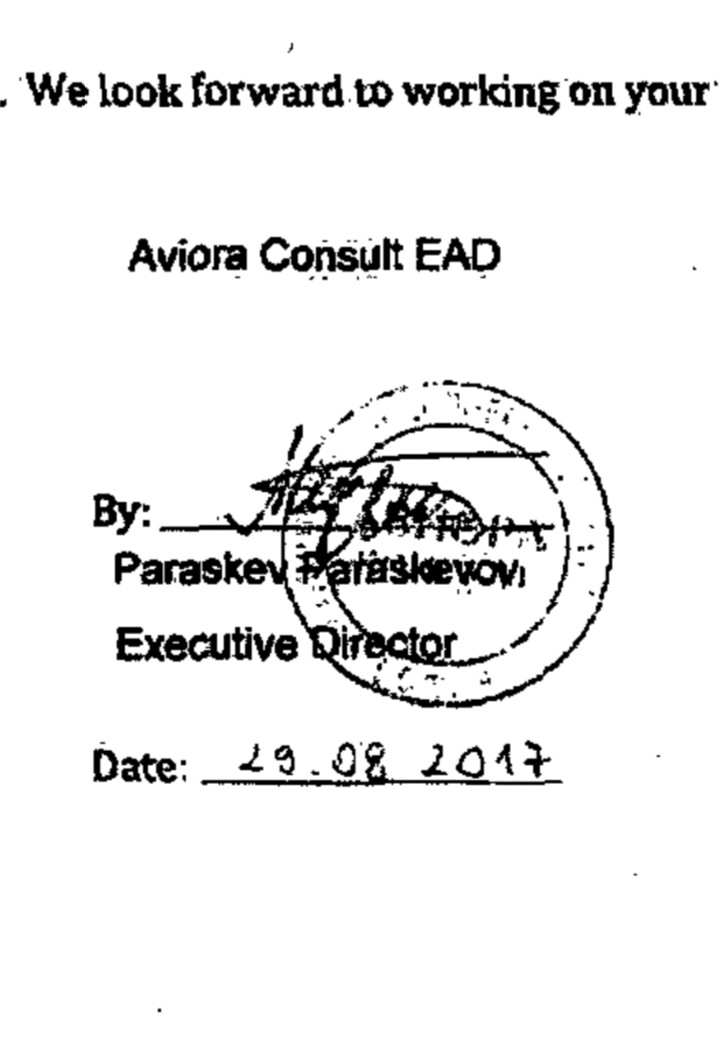 . We look forward to working on your
Aviora Consult EAD
By:
Paraskev Paraskevov,
Executive Director
Date: 29.08 2017